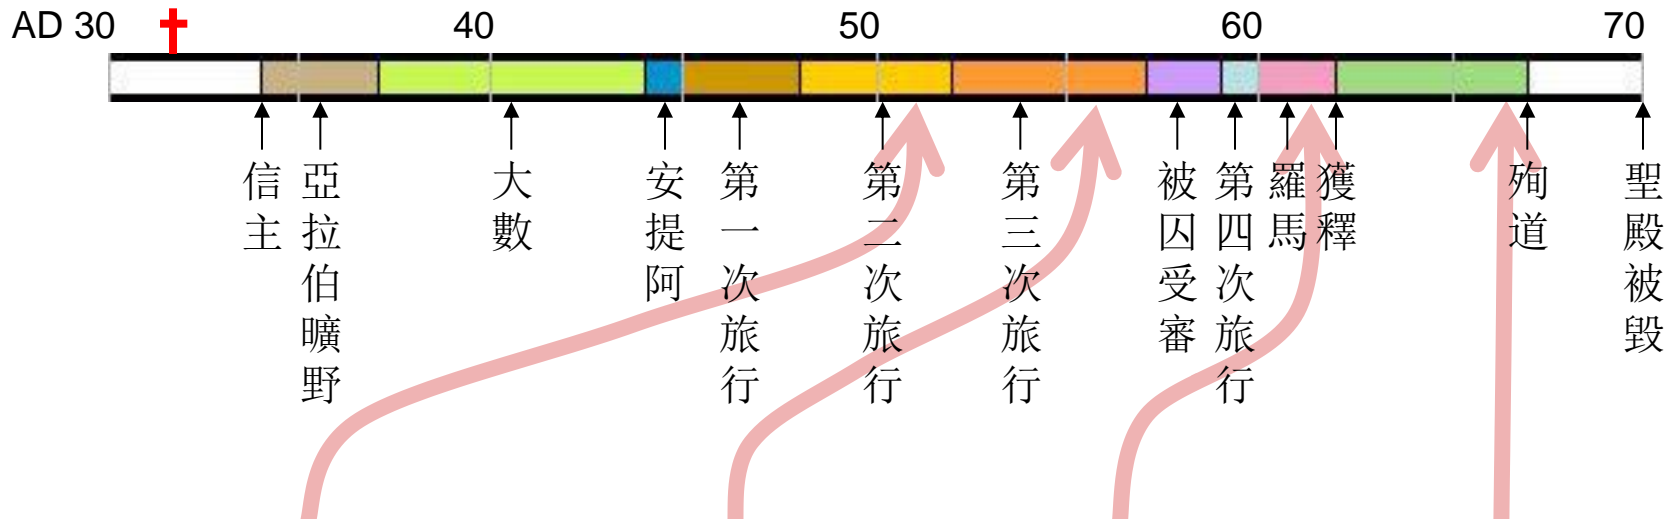 AD 30 40 50 60 70
信主
亞拉伯曠野
大數
安提阿
第一次旅行
第二次旅行
第三次旅行
被囚受審
第四次旅行
羅馬
獲釋
殉道
聖殿被毀